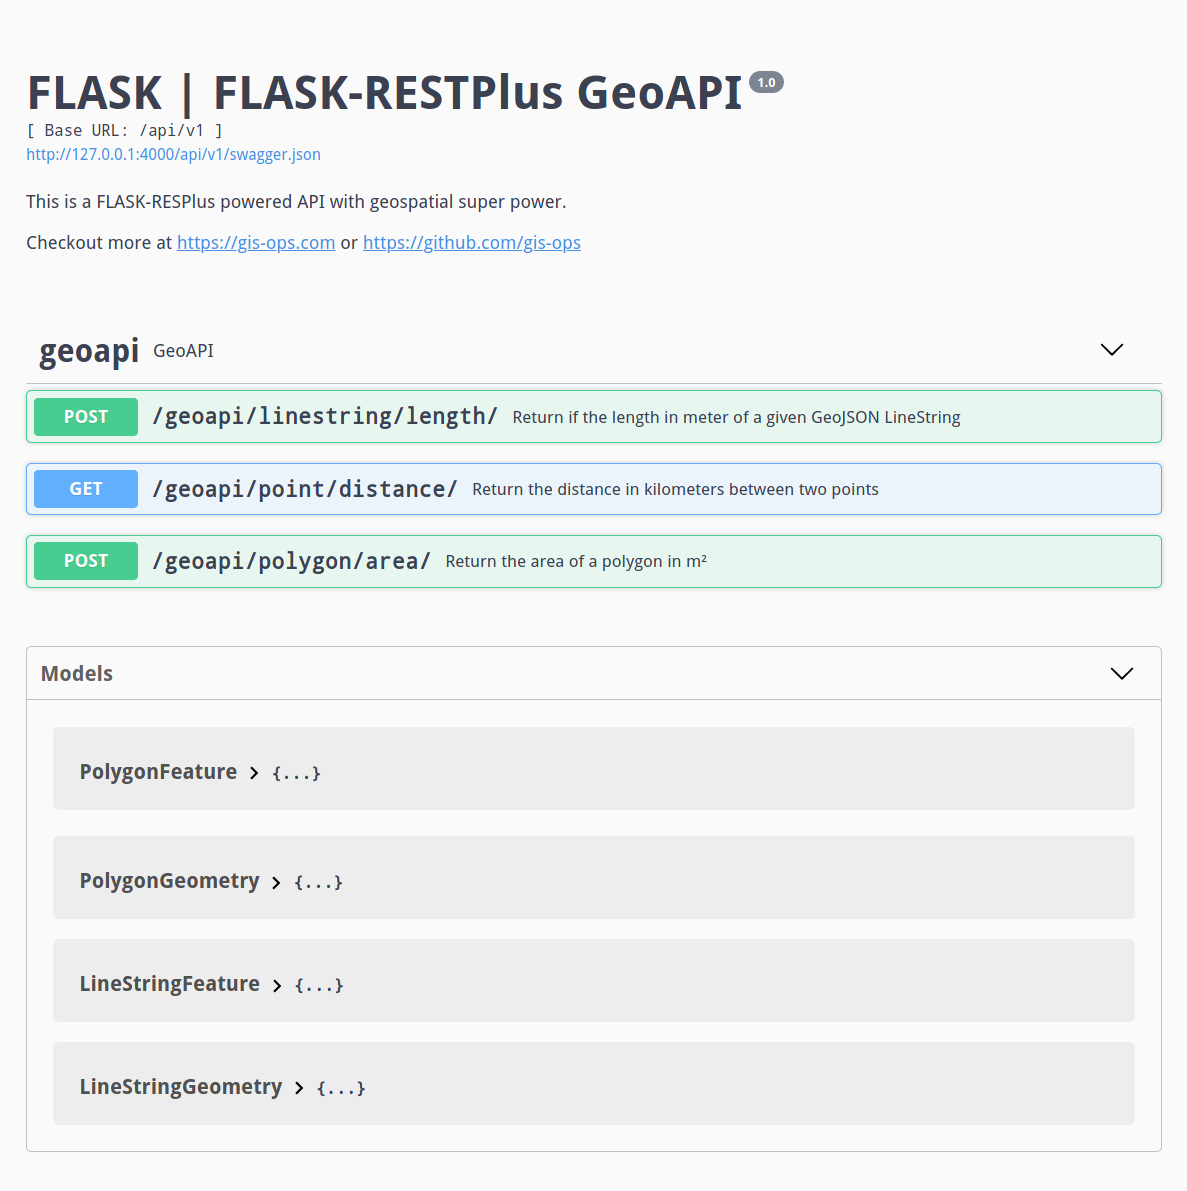 FLASK | FLASK-RESTPlus GeoAPI 1.0
[ Base URL: /api/v1 ]
http://127.0.0.1:4000/api/v1/swagger.json
This is a FLASK-RESPlus powered API with geospatial super power.
Checkout more at https://gis-ops.com or https://github.com/gis-ops
geoapi GeoAPI
POST /geoapi/linestring/length/ Return if the length in meter of a given GeoJSON LineString
GET /geoapi/point/distance/ Return the distance in kilometers between two points
POST /geoapi/polygon/area/ Return the area of a polygon in m²
Models
PolygonFeature > {...}
PolygonGeometry > {...}
LineStringFeature > {...}
LineStringGeometry > {...}